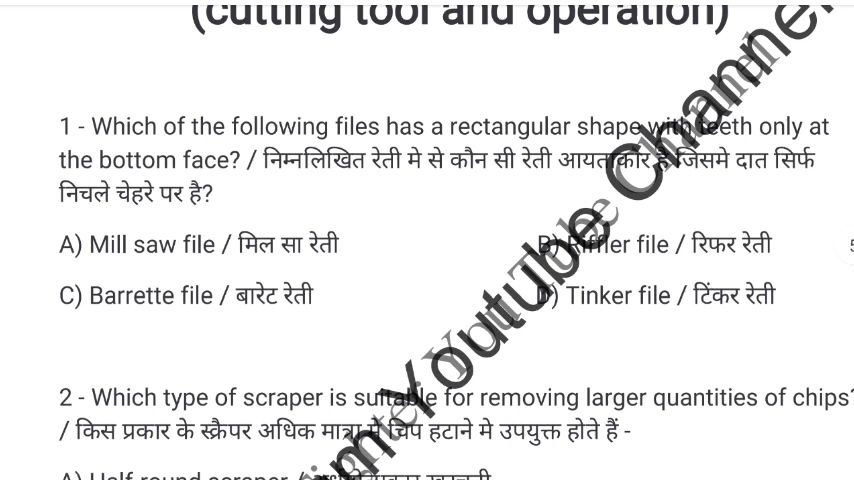 (cutting tool and operation)
1 - Which of the following files has a rectangular shape with teeth only at
the bottom face? / निम्नलिखित रेती मे से कौन सी रेती आयताकार है जिसमे दात सिर्फ
निचले चेहरे पर है?
A) Mill saw file / मिल सा रेती B) Riffler file / रिफर रेती
C) Barrette file / बारेट रेती D) Tinker file / टिंकर रेती
2 - Which type of scraper is suitable for removing larger quantities of chips?
/ किस प्रकार के स्क्रैपर अधिक मात्रा में चिप हटाने मे उपयुक्त होते हैं -
A) Half round scraper /
Youtube Channel